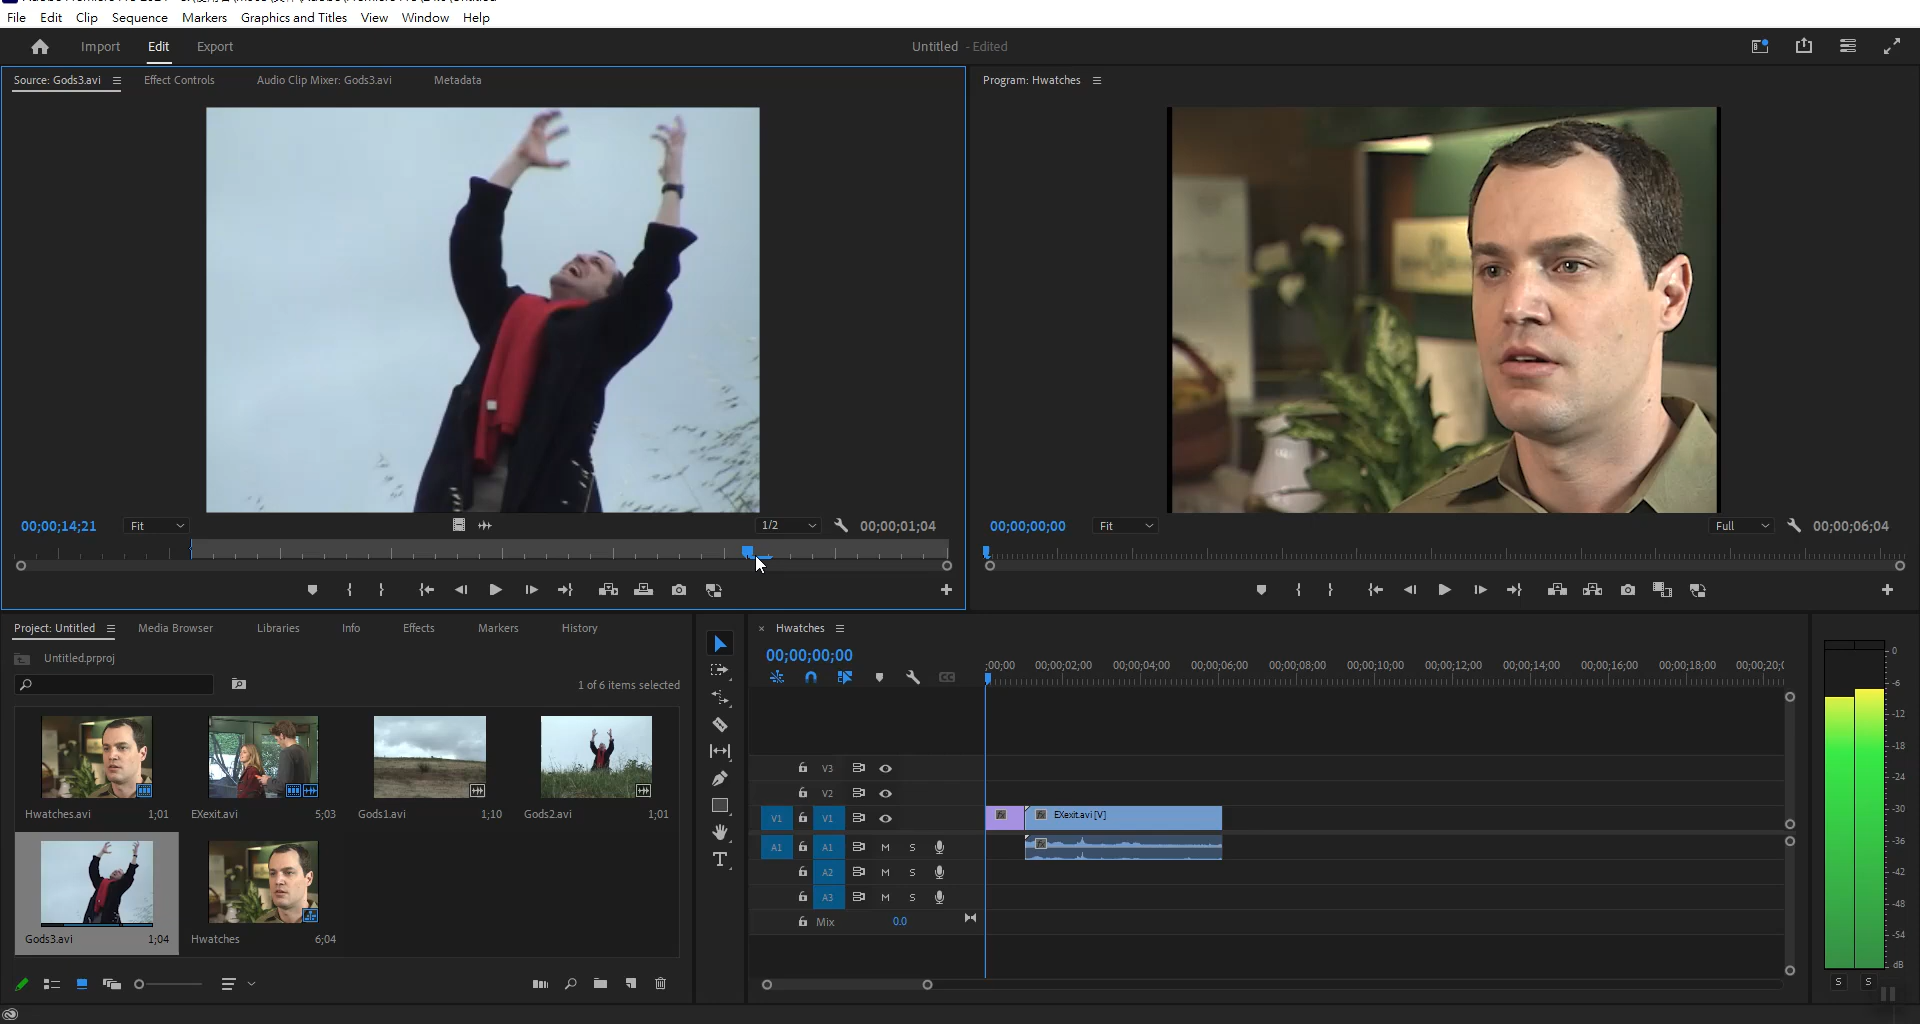 File Edit Clip Sequence Markers Graphics and Titles View Window Help
Import Edit Export Untitled - Edited
Source: Gods3.avi Effect Controls Audio Clip Mixer: Gods3.avi Metadata
Program: Hwatches
00;00;14;21 Fit 1/2 00;00;01;04
00;00;00;00 Fit Full 00;00;06;04
Project: Untitled Media Browser Libraries Info Effects Markers History
Untitled.prproj
1 of 6 items selected
Hwatches.avi 1;01 EXexit.avi 5;03 Gods1.avi 1;10 Gods2.avi 1;01
Gods3.avi 1;04 Hwatches 6;04
× Hwatches
00;00;00;00
;00;00 00;00;02;00 00;00;04;00 00;00;06;00 00;00;08;00 00;00;10;00 00;00;12;00 00;00;14;00 00;00;16;00 00;00;18;00 00;00;20;0
CC
V3
V2
V1 V1 fx fx EXexit.avi [V]
A1 A1 M S fx
A2 M S
A3 M S
Mix 0.0
0
-6
-12
-18
-24
-30
-36
-42
-48
-54
dB
S S